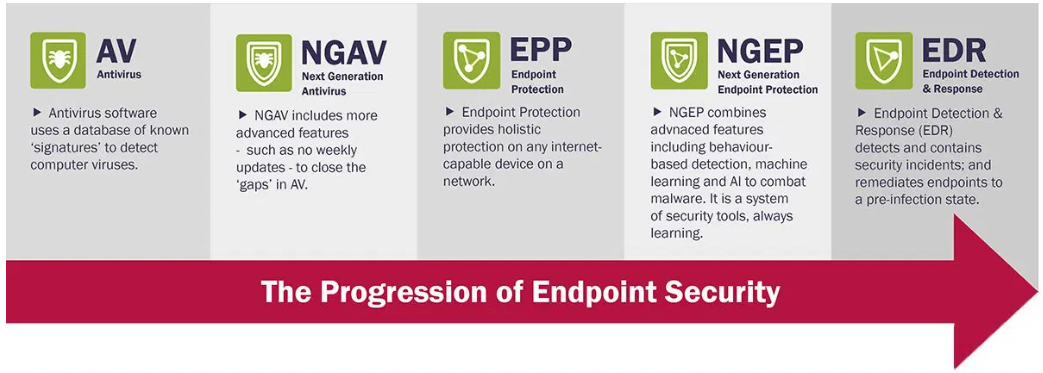 AV
Antivirus
► Antivirus software
uses a database of known
‘signatures’ to detect
computer viruses.
NGAV
Next Generation
Antivirus
► NGAV includes more
advanced features
- such as no weekly
updates - to close the
‘gaps’ in AV.
EPP
Endpoint
Protection
► Endpoint Protection
provides holistic
protection on any internet-
capable device on a
network.
NGEP
Next Generation
Endpoint Protection
► NGEP combines
advnaced features
including behaviour-
based detection, machine
learning and AI to combat
malware. It is a system
of security tools, always
learning.
EDR
Endpoint Detection
& Response
► Endpoint Detection &
Response (EDR)
detects and contains
security incidents; and
remediates endpoints to
a pre-infection state.
The Progression of Endpoint Security